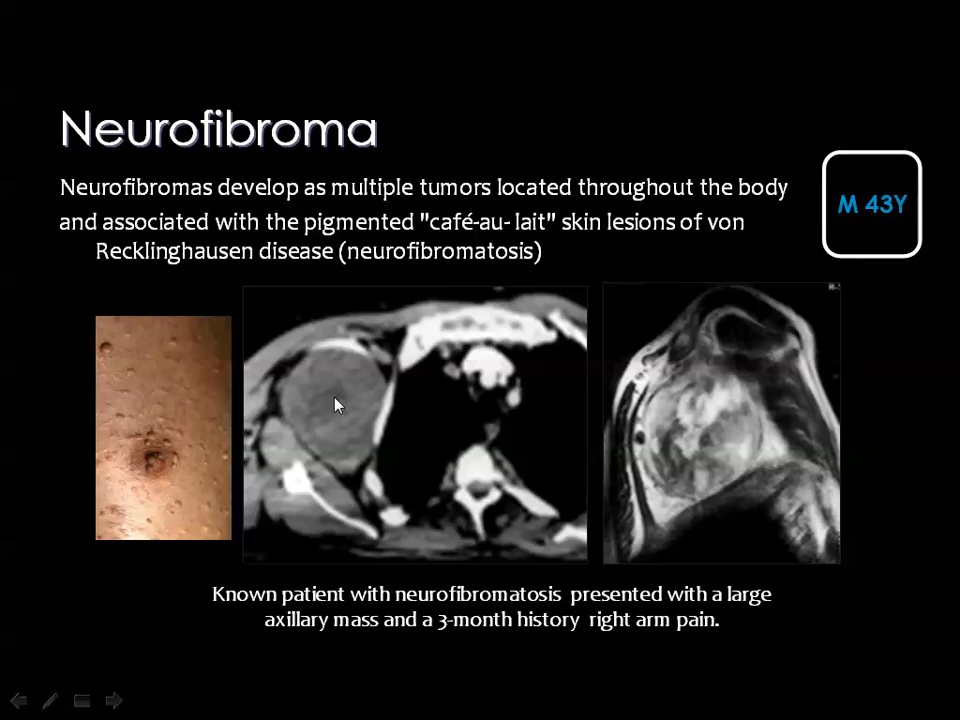 Neurofibroma
Neurofibromas develop as multiple tumors located throughout the body
and associated with the pigmented "café-au- lait" skin lesions of von
Recklinghausen disease (neurofibromatosis)
M 43Y
Known patient with neurofibromatosis presented with a large
axillary mass and a 3-month history right arm pain.